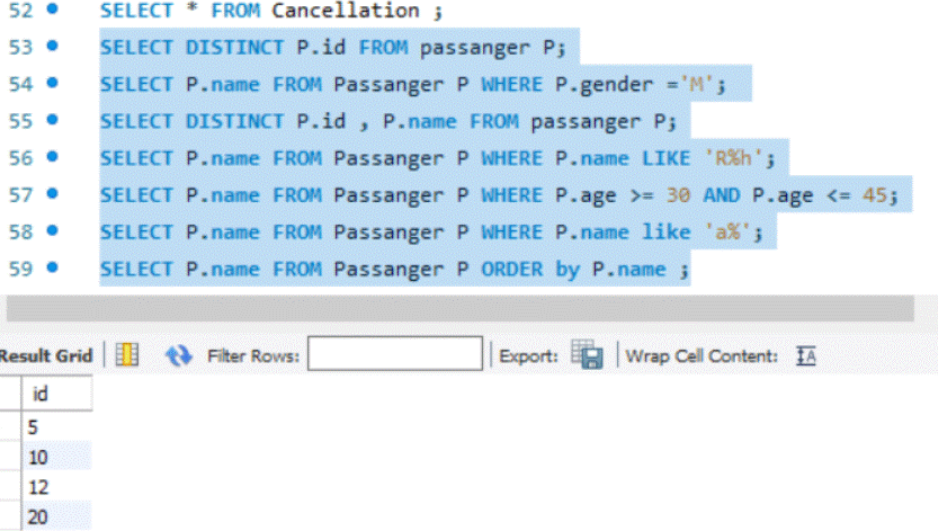 52 SELECT * FROM Cancellation ;
53 SELECT DISTINCT P.id FROM passanger P;
54 SELECT P.name FROM Passanger P WHERE P.gender ='M';
55 SELECT DISTINCT P.id , P.name FROM passanger P;
56 SELECT P.name FROM Passanger P WHERE P.name LIKE 'R%h';
57 SELECT P.name FROM Passanger P WHERE P.age >= 30 AND P.age <= 45;
58 SELECT P.name FROM Passanger P WHERE P.name like 'a%';
59 SELECT P.name FROM Passanger P ORDER by P.name ;
Result Grid Filter Rows: Export: Wrap Cell Content:
id
5
10
12
20